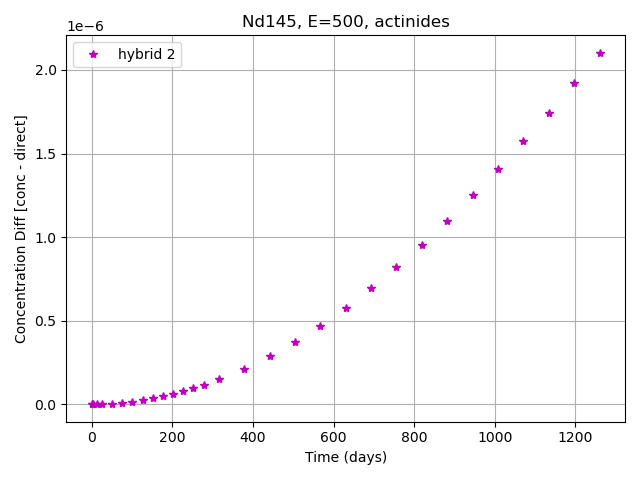 Nd145, E=500, actinides
1e−6
hybrid 2
Concentration Diff [conc - direct]
2.0
1.5
1.0
0.5
0.0
0 200 400 600 800 1000 1200
Time (days)